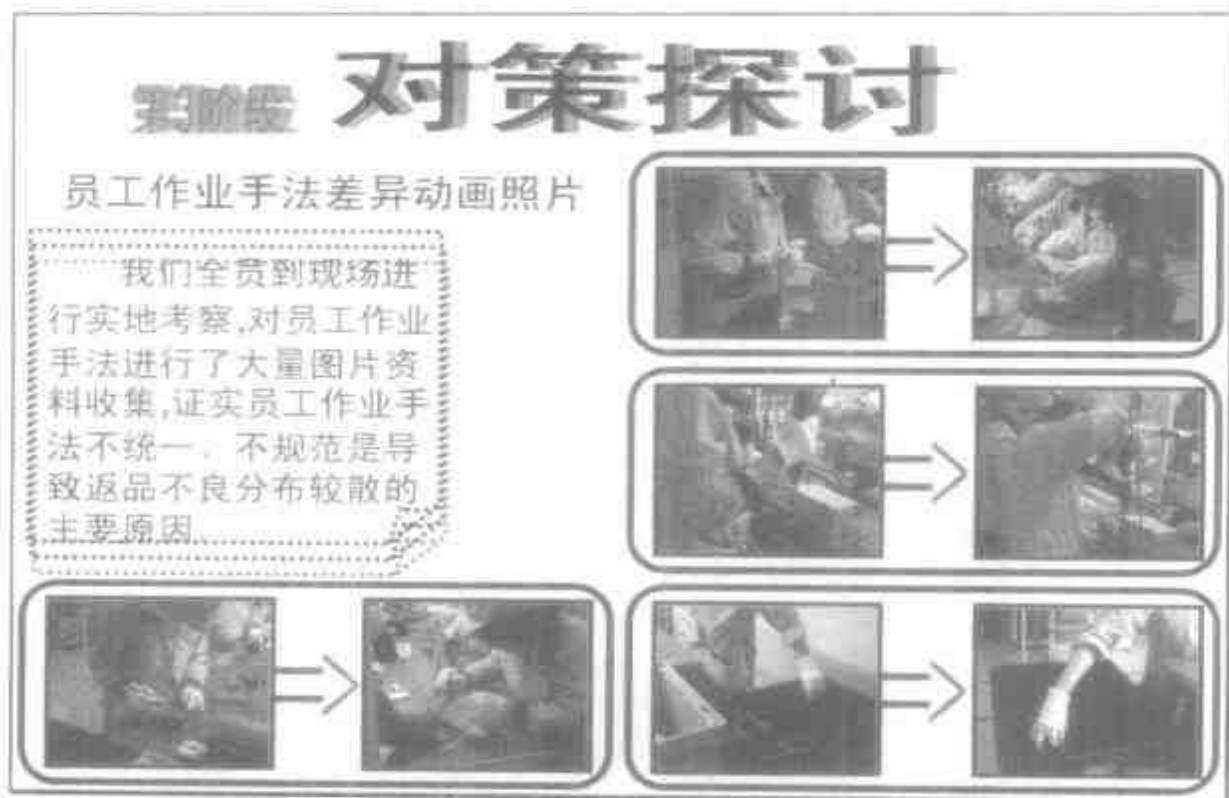 对策探讨
员工作业手法差异动画照片
我们全员到现场进
行实地考察,对员工作业
手法进行了大量图片资
料收集,证实员工作业手
法不统一、不规范是导
致返品不良分布较散的
主要原因